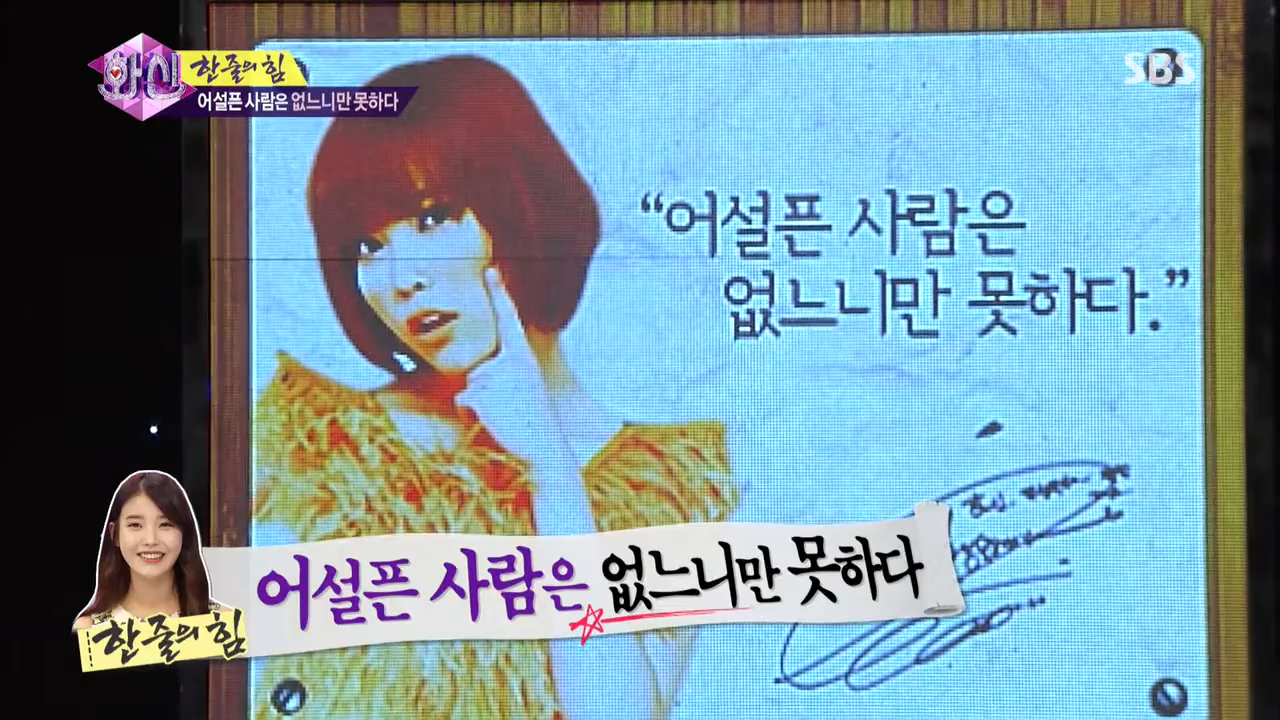 화신
한 줄의 힘
어설픈 사람은 없느니만 못하다
SBS
“어설픈 사람은
없느니만 못하다.”
어설픈 사람은 없느니만 못하다
한 줄의 힘